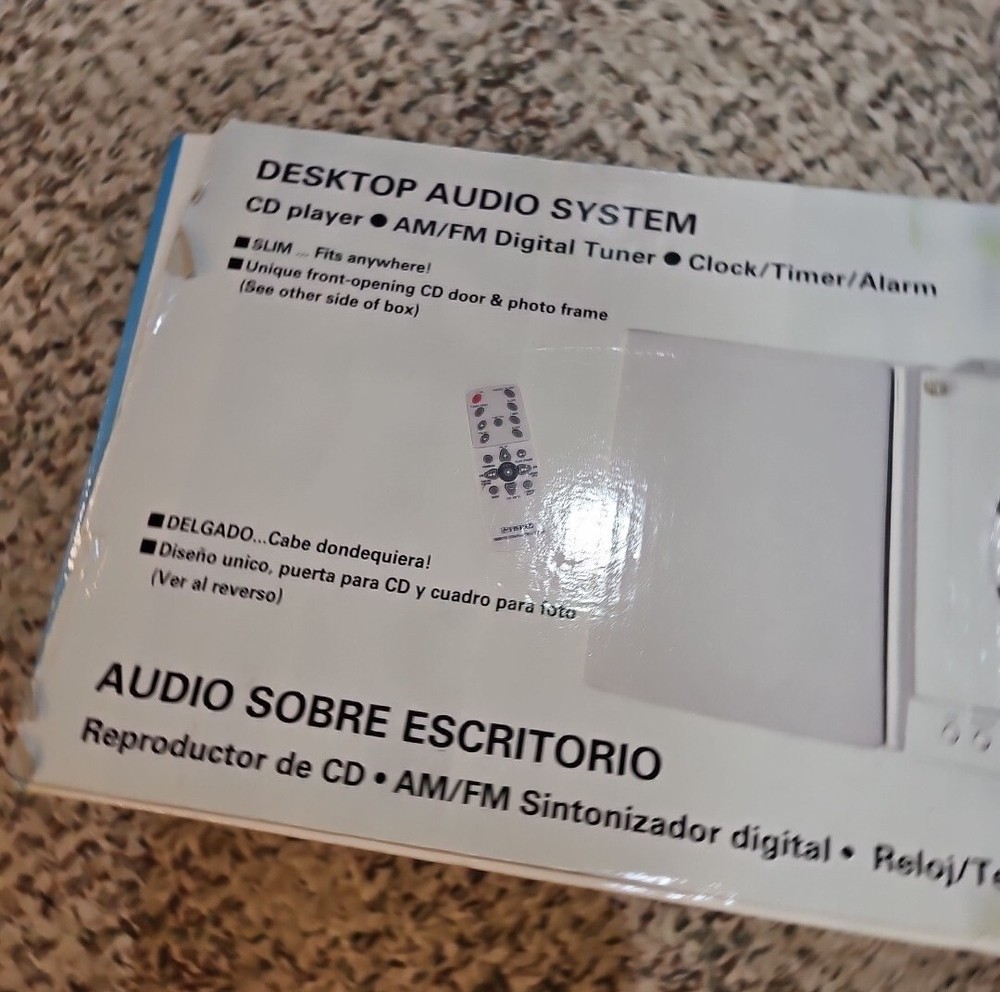 DESKTOP AUDIO SYSTEM
CD player ● AM/FM Digital Tuner ● Clock/Timer/Alarm
■ SLIM ... Fits anywhere!
■ Unique front-opening CD door & photo frame
(See other side of box)
■ DELGADO...Cabe dondequiera!
■ Diseño unico, puerta para CD y cuadro para foto
(Ver al reverso)
AUDIO SOBRE ESCRITORIO
Reproductor de CD • AM/FM Sintonizador digital • Reloj/Te